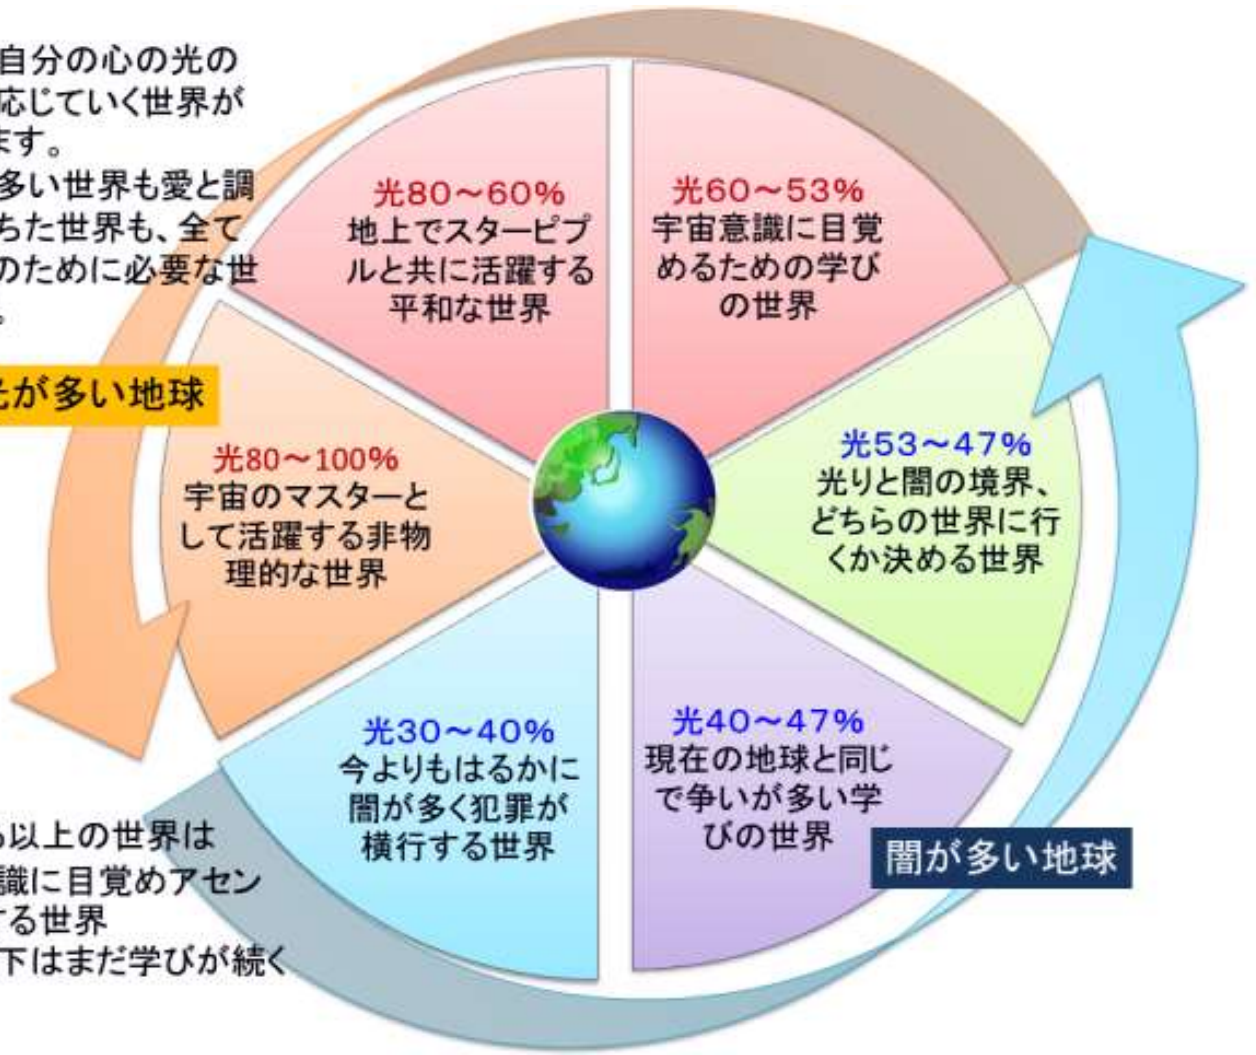 自分の心の光の
応じていく世界が
ます。
多い世界も愛と調
ちた世界も、全て
のために必要な世
。
光80～60%
地上でスターピプ
ルと共に活躍する
平和な世界
光60～53%
宇宙意識に目覚
めるための学び
の世界
が多い地球
光80～100%
宇宙のマスターと
して活躍する非物
理的な世界
光53～47%
光りと闇の境界、
どちらの世界に行
くか決める世界
光30～40%
今よりもはるかに
闇が多く犯罪が
横行する世界
光40～47%
現在の地球と同じ
で争いが多い学
びの世界
闇が多い地球
以上の世界は
識に目覚めアセン
する世界
下はまだ学びが続く